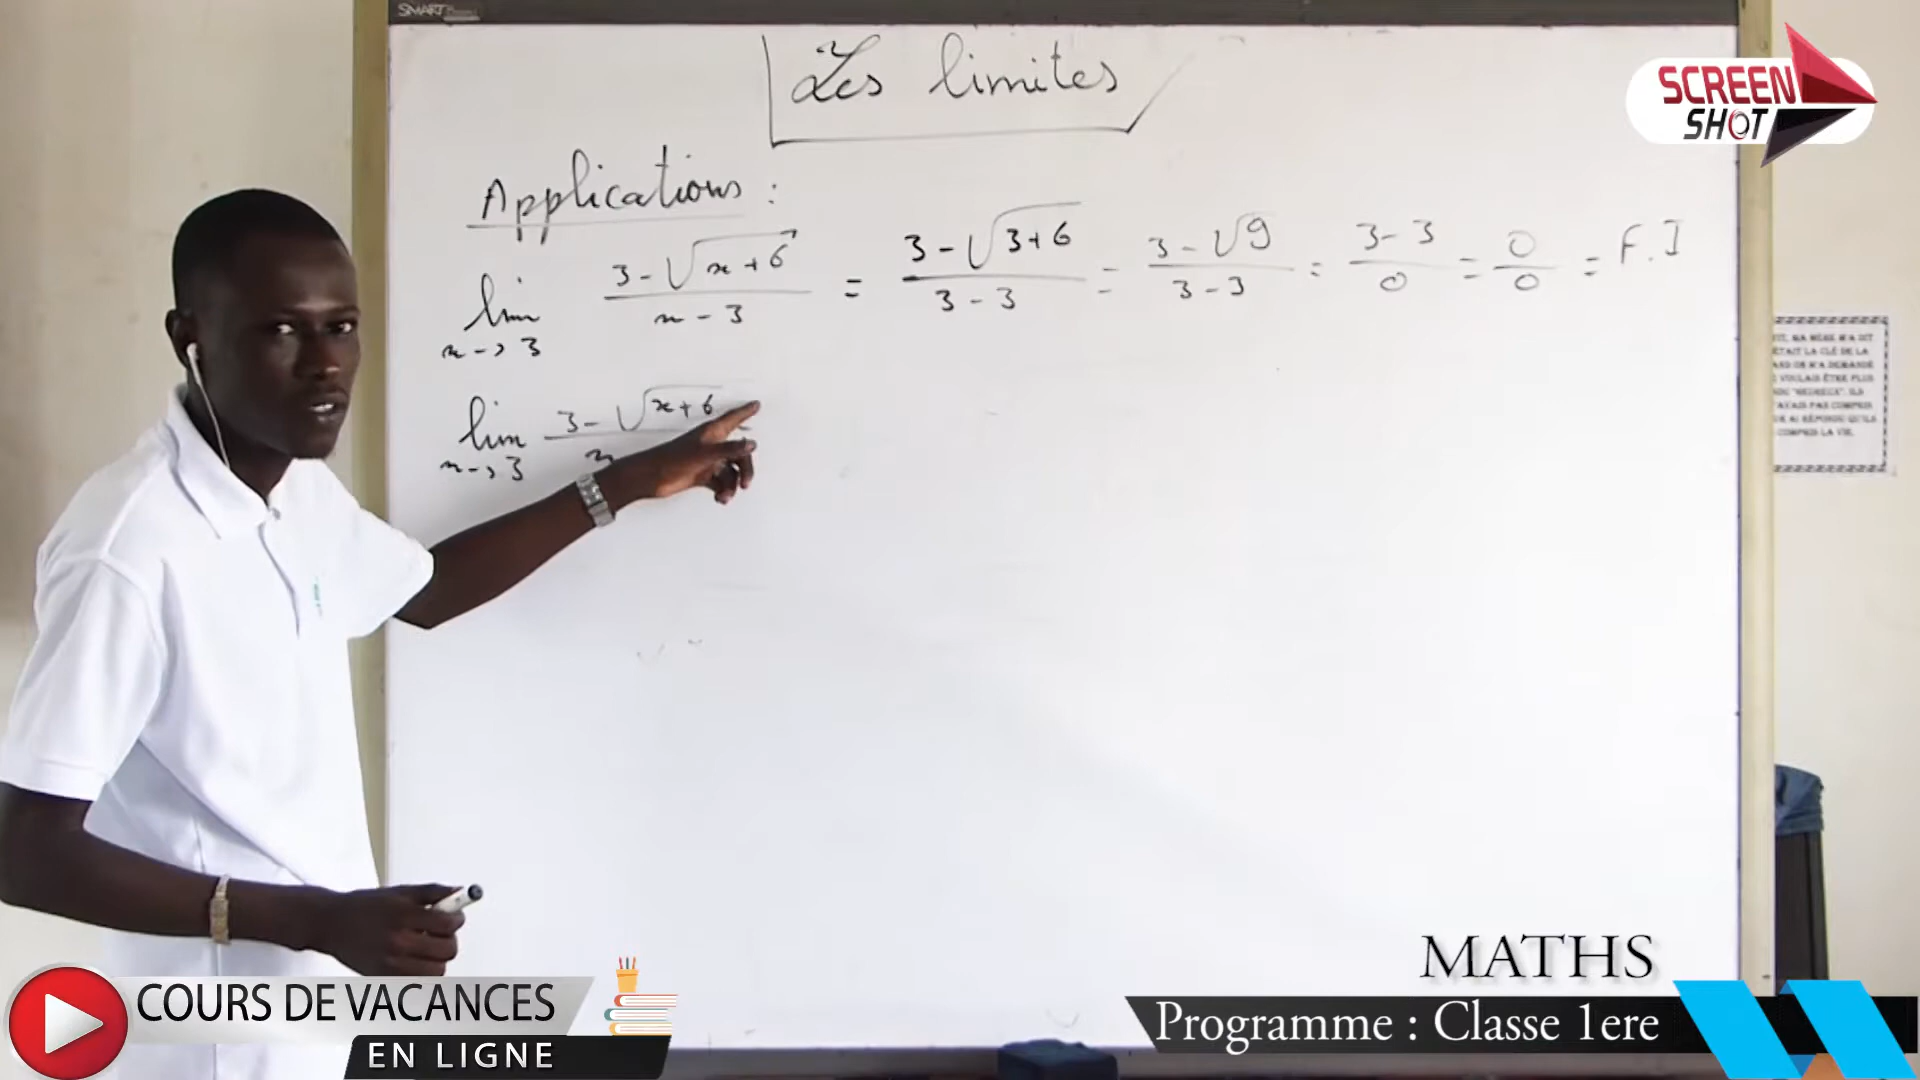 SMART
Les limites
SCREEN
SHOT
Applications :
lim x→3 (3-√(x+6))/(x-3) = (3-√(3+6))/(3-3) = (3-√9)/(3-3) = (3-3)/0 = 0/0 = F.I
lim x→3 3-√(x+6)
MATHS
Programme : Classe 1ere
COURS DE VACANCES
EN LIGNE